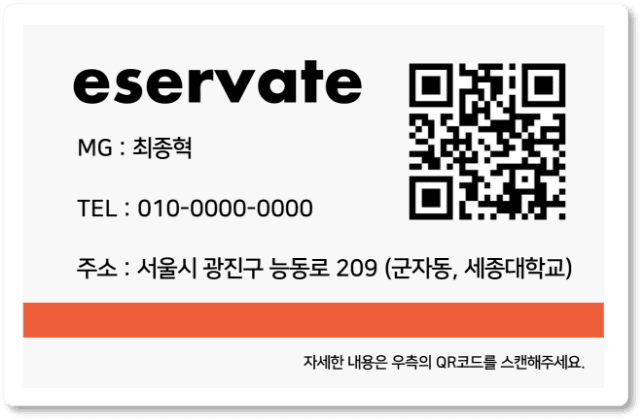 eservate
MG : 최종혁
TEL : 010-0000-0000
주소 : 서울시 광진구 능동로 209 (군자동, 세종대학교)
자세한 내용은 우측의 QR코드를 스캔해주세요.